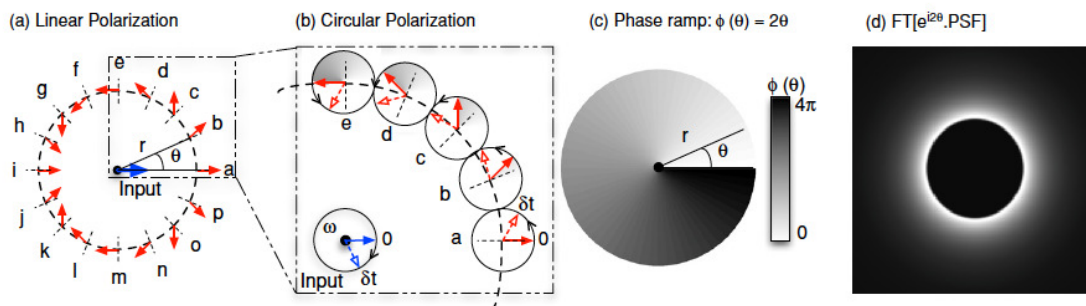 (a) Linear Polarization
e
f
d
g
c
h
b
r
θ
i
a
Input
j
p
k
o
l
n
m
(b) Circular Polarization
e
d
c
b
δt
a
0
ω
0
Input
δt
(c) Phase ramp: ϕ (θ) = 2θ
ϕ (θ)
4π
r
θ
0
(d) FT[e^{i2θ}.PSF]